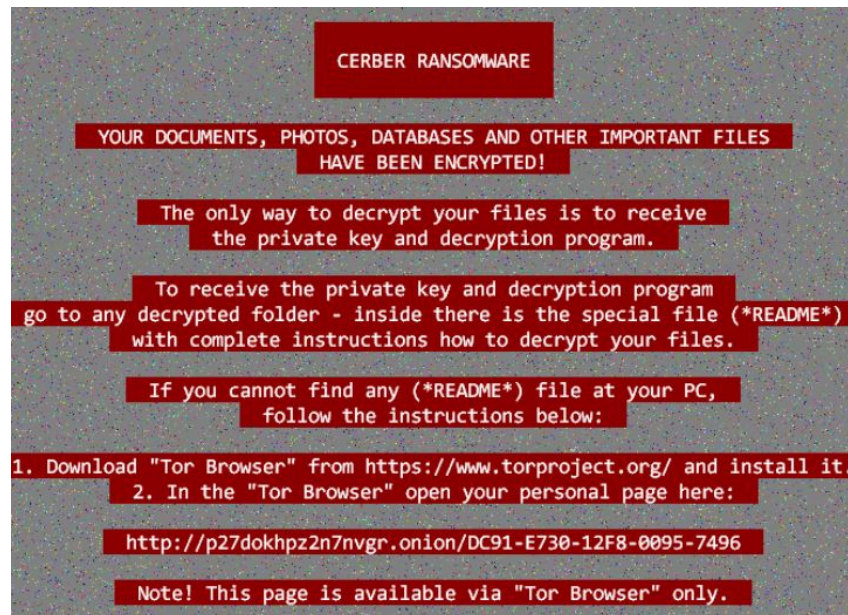 CERBER RANSOMWARE
YOUR DOCUMENTS, PHOTOS, DATABASES AND OTHER IMPORTANT FILES
HAVE BEEN ENCRYPTED!
The only way to decrypt your files is to receive
the private key and decryption program.
To receive the private key and decryption program
go to any decrypted folder - inside there is the special file (*README*)
with complete instructions how to decrypt your files.
If you cannot find any (*README*) file at your PC,
follow the instructions below:
1. Download "Tor Browser" from https://www.torproject.org/ and install it.
2. In the "Tor Browser" open your personal page here:
http://p27dokhpz2n7nvgr.onion/DC91-E730-12F8-0095-7496
Note! This page is available via "Tor Browser" only.